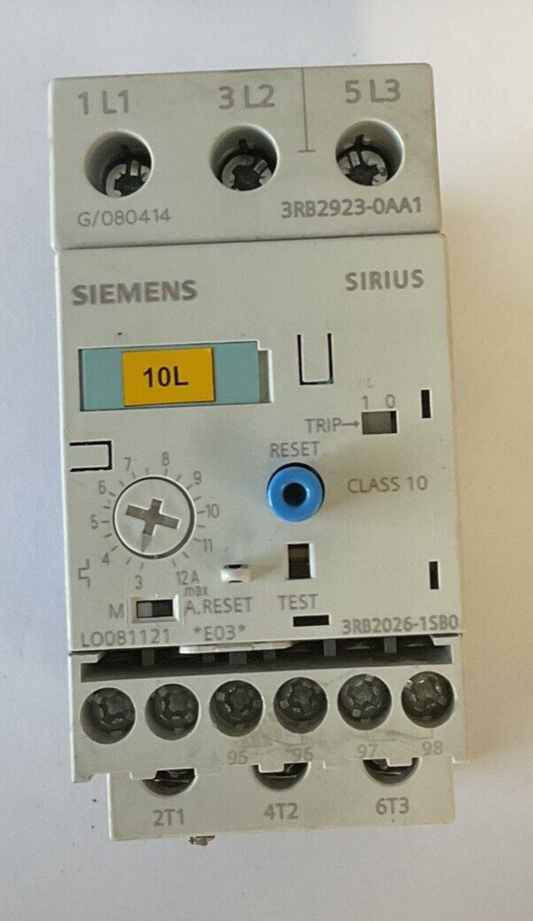 1 L1 3 L2 5 L3
G/080414 3RB2923-0AA1
SIEMENS SIRIUS
10L
1 0
TRIP→
RESET
CLASS 10
3 4 5 6 7 8 9 10 11 12 A
max
M A.RESET TEST
LO081121 *E03* 3RB2026-1SB0
95 96 97 98
2T1 4T2 6T3